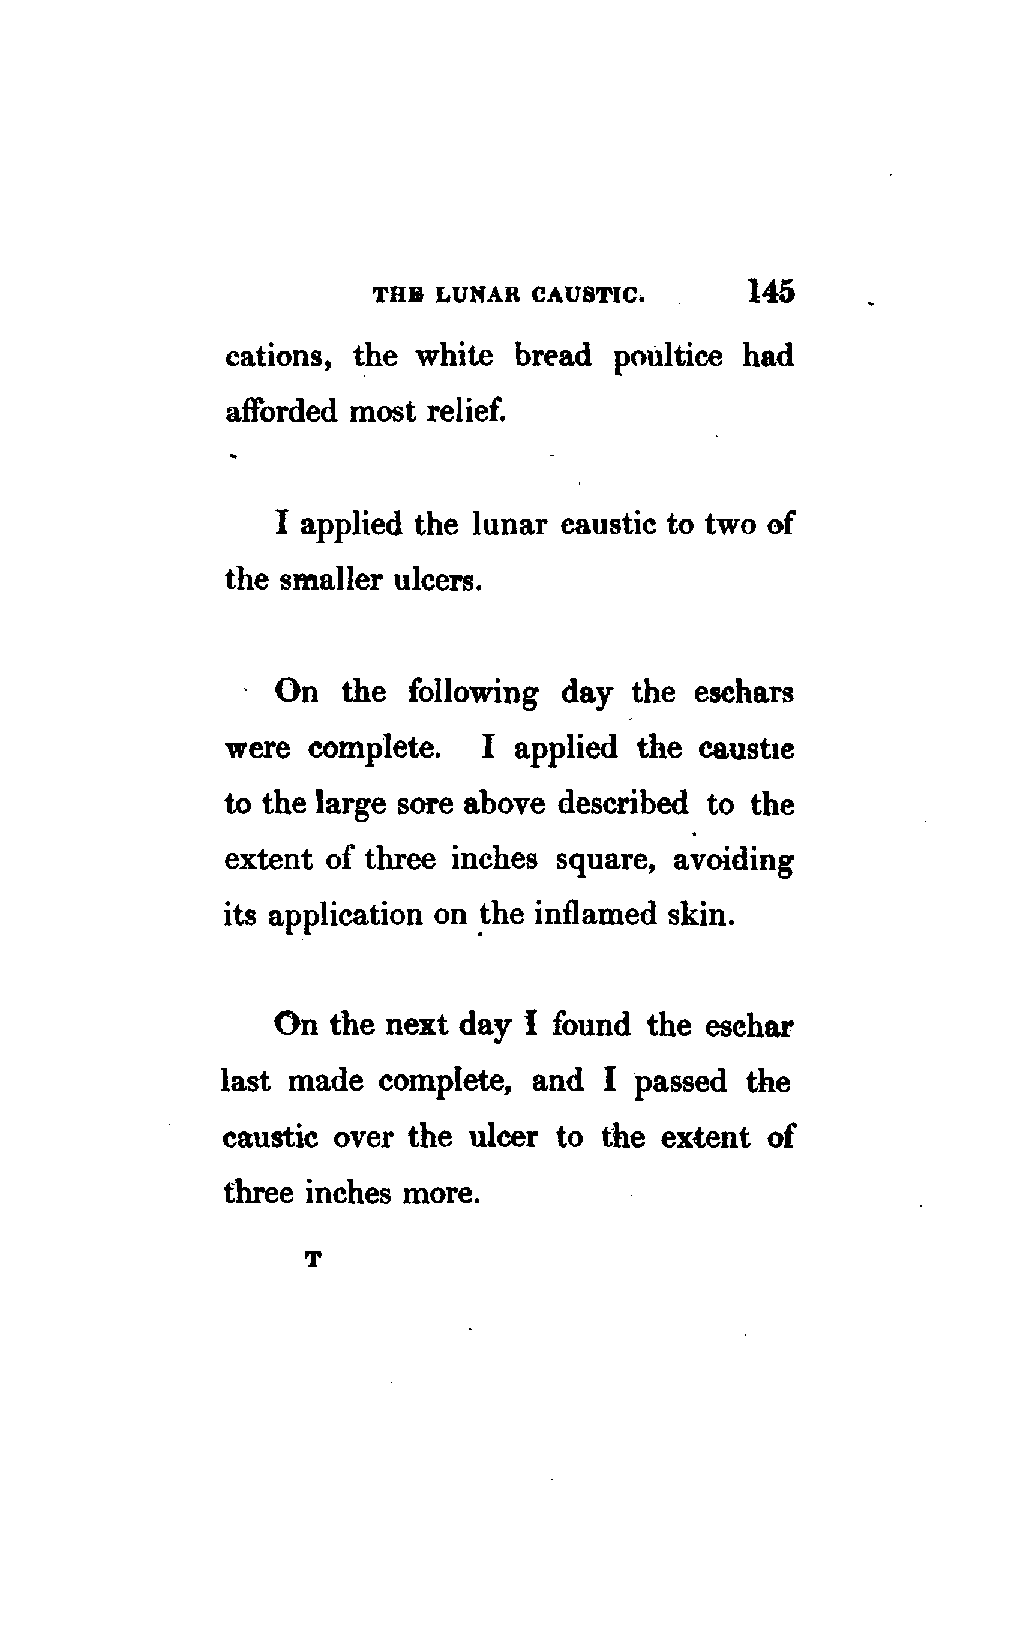 THE LUNAR CAUSTIC. 145
cations, the white bread poultice had
afforded most relief.
I applied the lunar caustic to two of
the smaller ulcers.
On the following day the eschars
were complete. I applied the caustic
to the large sore above described to the
extent of three inches square, avoiding
its application on the inflamed skin.
On the next day I found the eschar
last made complete, and I passed the
caustic over the ulcer to the extent of
three inches more.
T